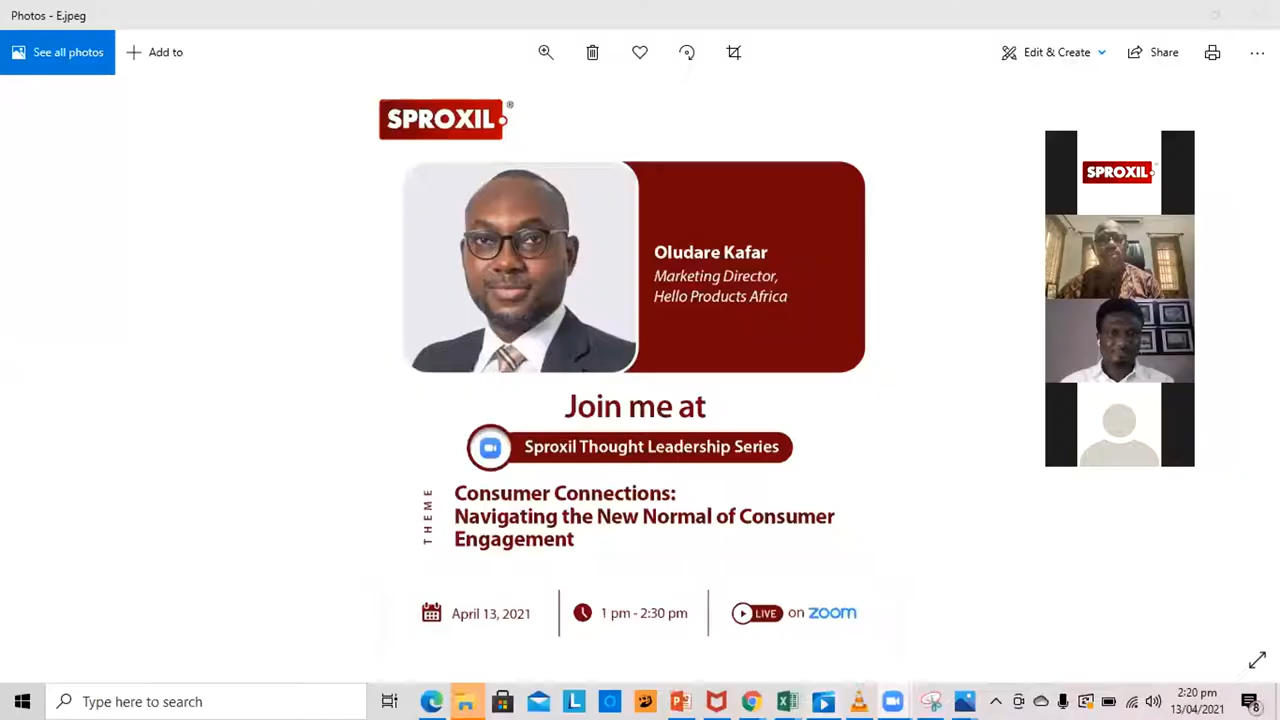 Photos - E.jpeg
See all photos
Add to
Edit & Create
Share
SPROXIL®
SPROXIL
Oludare Kafar
Marketing Director,
Hello Products Africa
Join me at
Sproxil Thought Leadership Series
THEME
Consumer Connections:
Navigating the New Normal of Consumer
Engagement
April 13, 2021
1 pm - 2:30 pm
LIVE on zoom
Type here to search
2:20 pm
13/04/2021
8